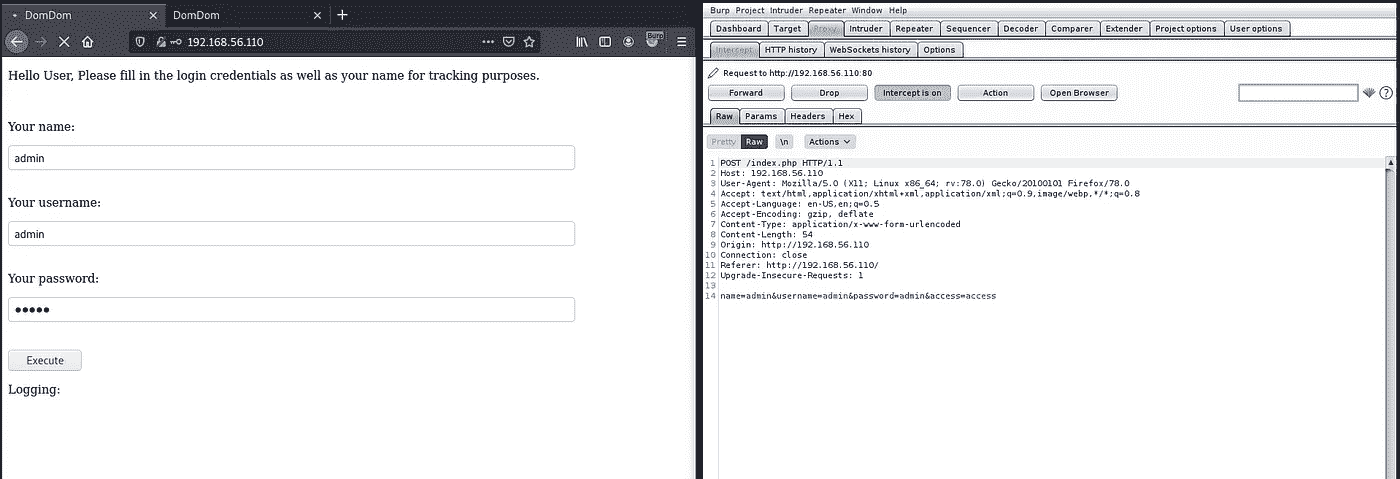 DomDom
DomDom
192.168.56.110
Burp
Hello User, Please fill in the login credentials as well as your name for tracking purposes.
Your name:
admin
Your username:
admin
Your password:
•••••
Execute
Logging:
Burp Project Intruder Repeater Window Help
Dashboard Target Proxy Intruder Repeater Sequencer Decoder Comparer Extender Project options User options
Intercept HTTP history WebSockets history Options
Request to http://192.168.56.110:80
Forward Drop Intercept is on Action Open Browser
Raw Params Headers Hex
Pretty Raw \n Actions
1 POST /index.php HTTP/1.1
2 Host: 192.168.56.110
3 User-Agent: Mozilla/5.0 (X11; Linux x86_64; rv:78.0) Gecko/20100101 Firefox/78.0
4 Accept: text/html,application/xhtml+xml,application/xml;q=0.9,image/webp,*/*;q=0.8
5 Accept-Language: en-US,en;q=0.5
6 Accept-Encoding: gzip, deflate
7 Content-Type: application/x-www-form-urlencoded
8 Content-Length: 54
9 Origin: http://192.168.56.110
10 Connection: close
11 Referer: http://192.168.56.110/
12 Upgrade-Insecure-Requests: 1
13
14 name=admin&username=admin&password=admin&access=access